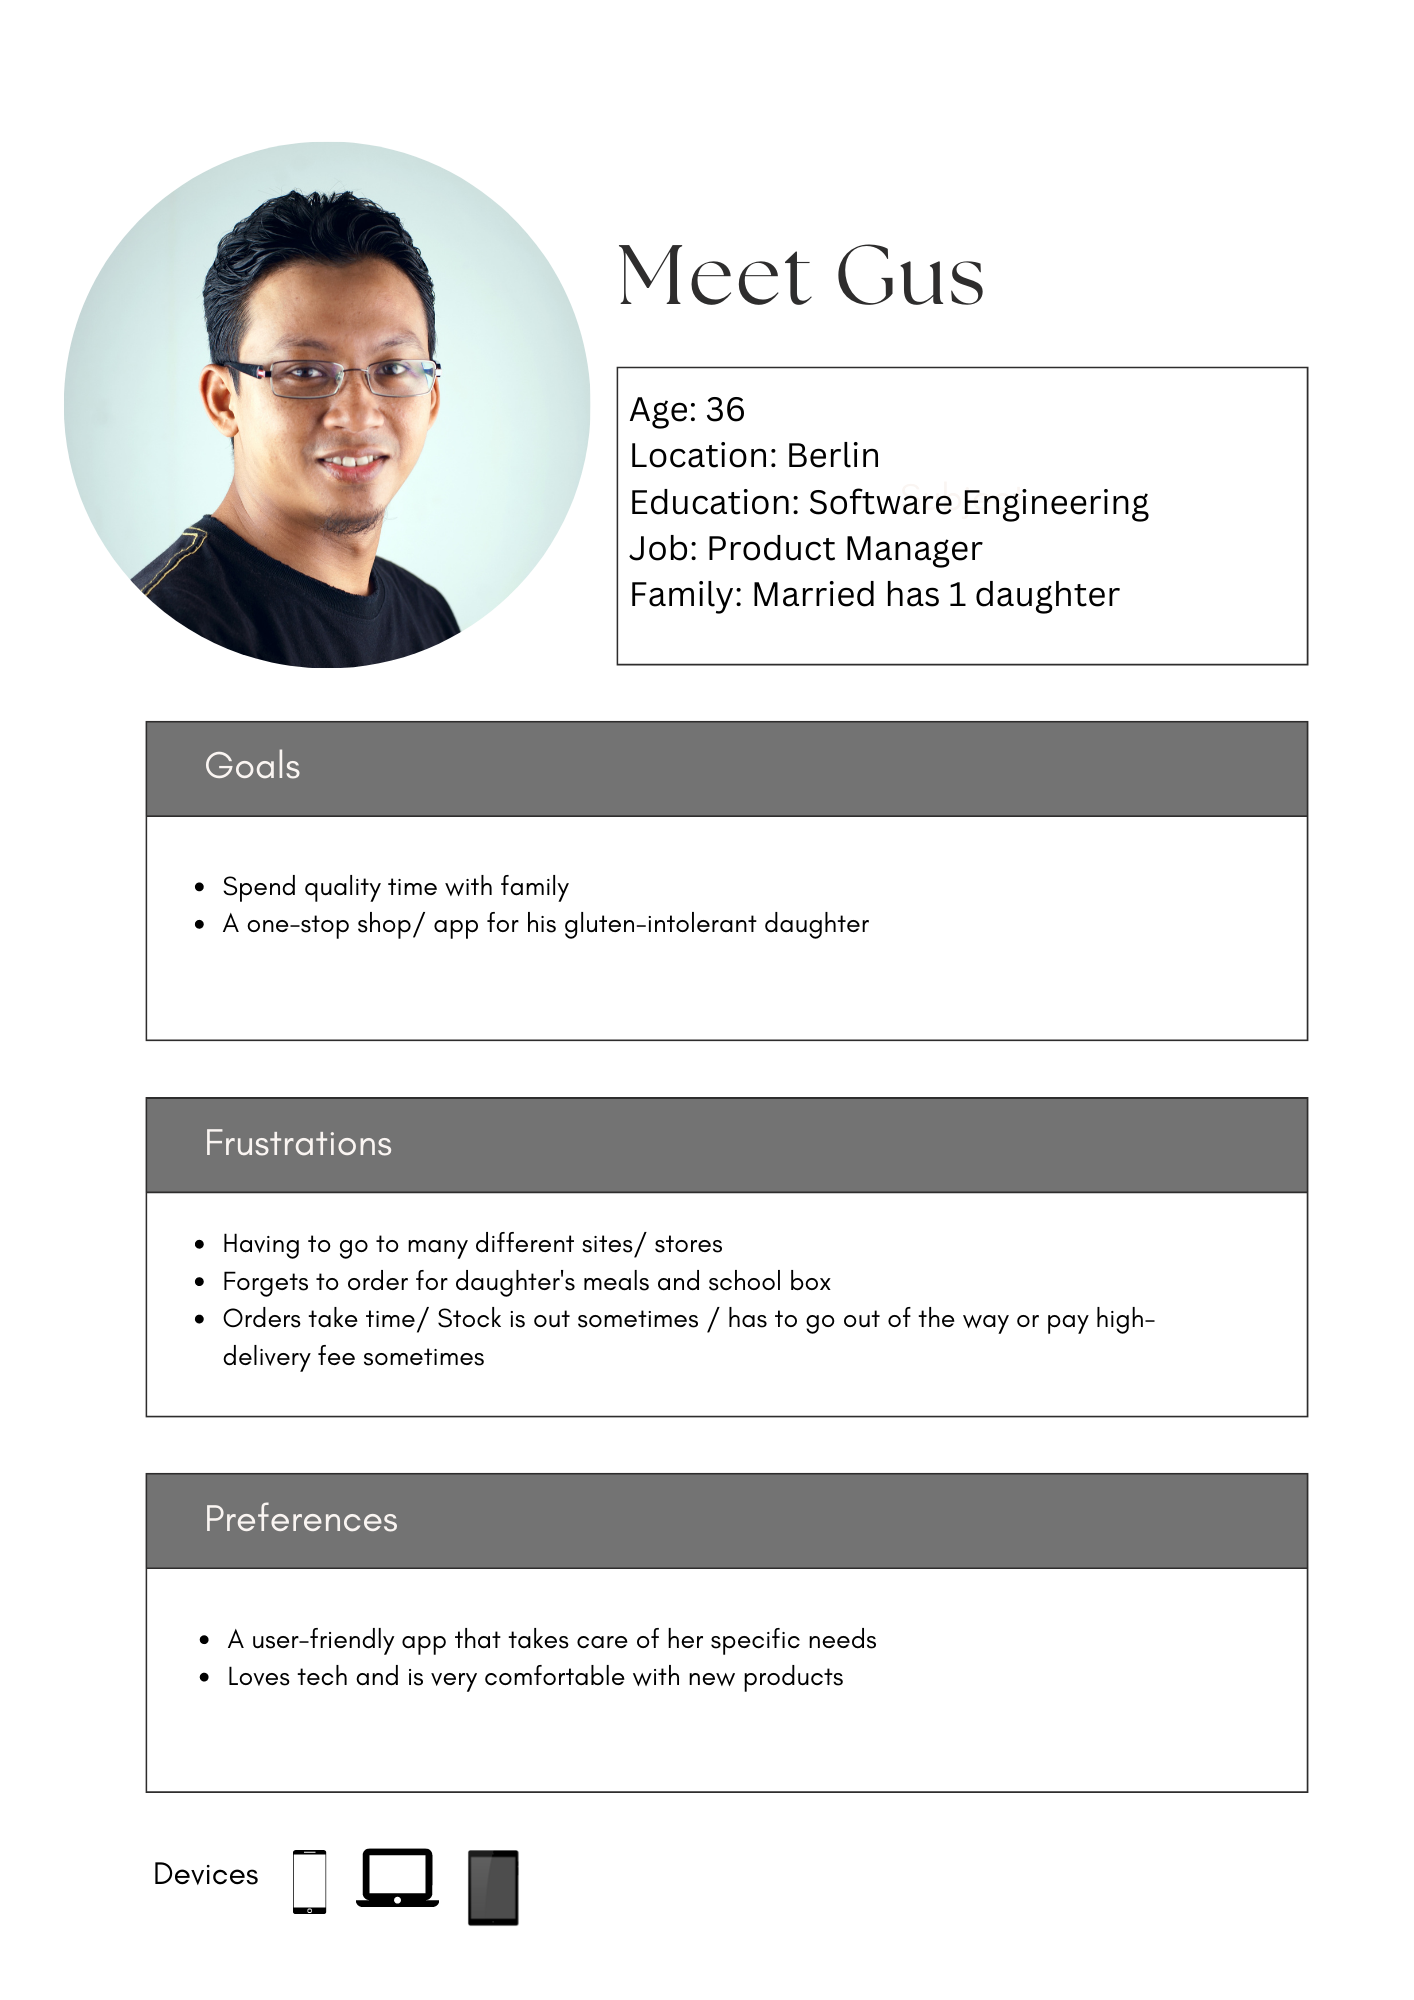 Meet Gus
Age: 36
Location: Berlin
Education: Software Engineering
Job: Product Manager
Family: Married has 1 daughter
Goals
• Spend quality time with family
• A one-stop shop/ app for his gluten-intolerant daughter
Frustrations
• Having to go to many different sites/ stores
• Forgets to order for daughter's meals and school box
• Orders take time/ Stock is out sometimes / has to go out of the way or pay high-
delivery fee sometimes
Preferences
• A user-friendly app that takes care of her specific needs
• Loves tech and is very comfortable with new products
Devices